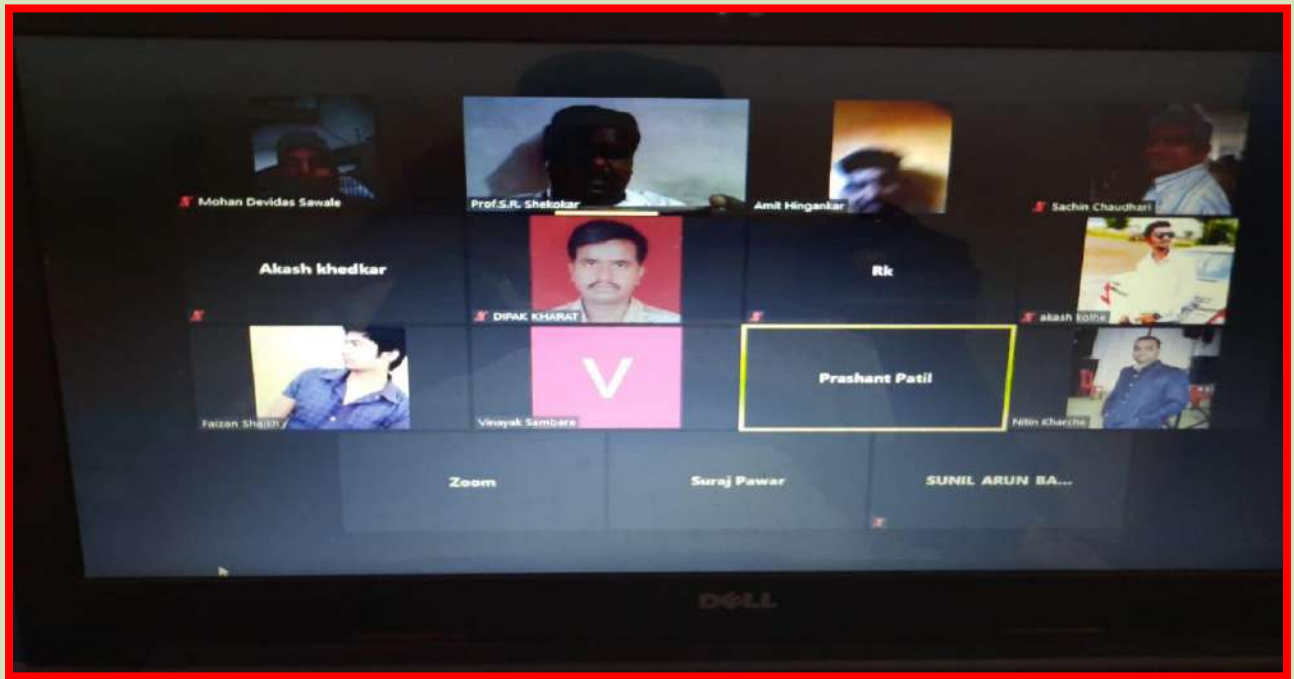 Mohan Devidas Sawale
Prof.S.R. Shekokar
Amit Hingankar
Sachin Chaudhari
Akash khedkar
DIPAK KHARAT
Rk
akash kolhe
Faizan Shaikh
V
Vinayak Sambare
Prashant Patil
Nitin Kharche
Zoom
Suraj Pawar
SUNIL ARUN BA...
DELL